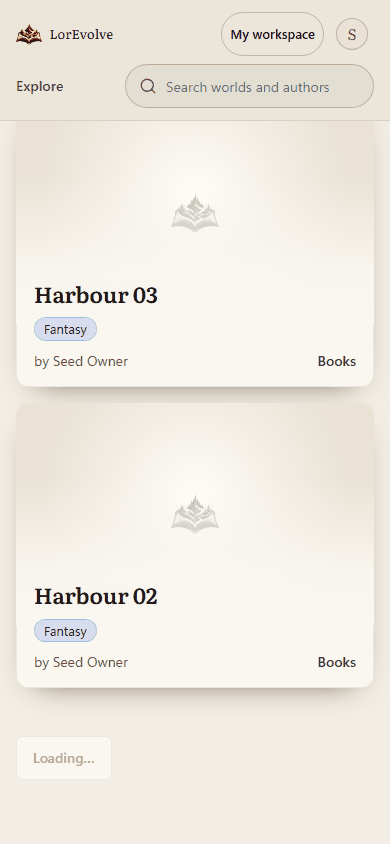 LorEvolve
My workspace
S
Explore
Search worlds and authors
Harbour 03
Fantasy
by Seed Owner
Books
Harbour 02
Fantasy
by Seed Owner
Books
Loading...